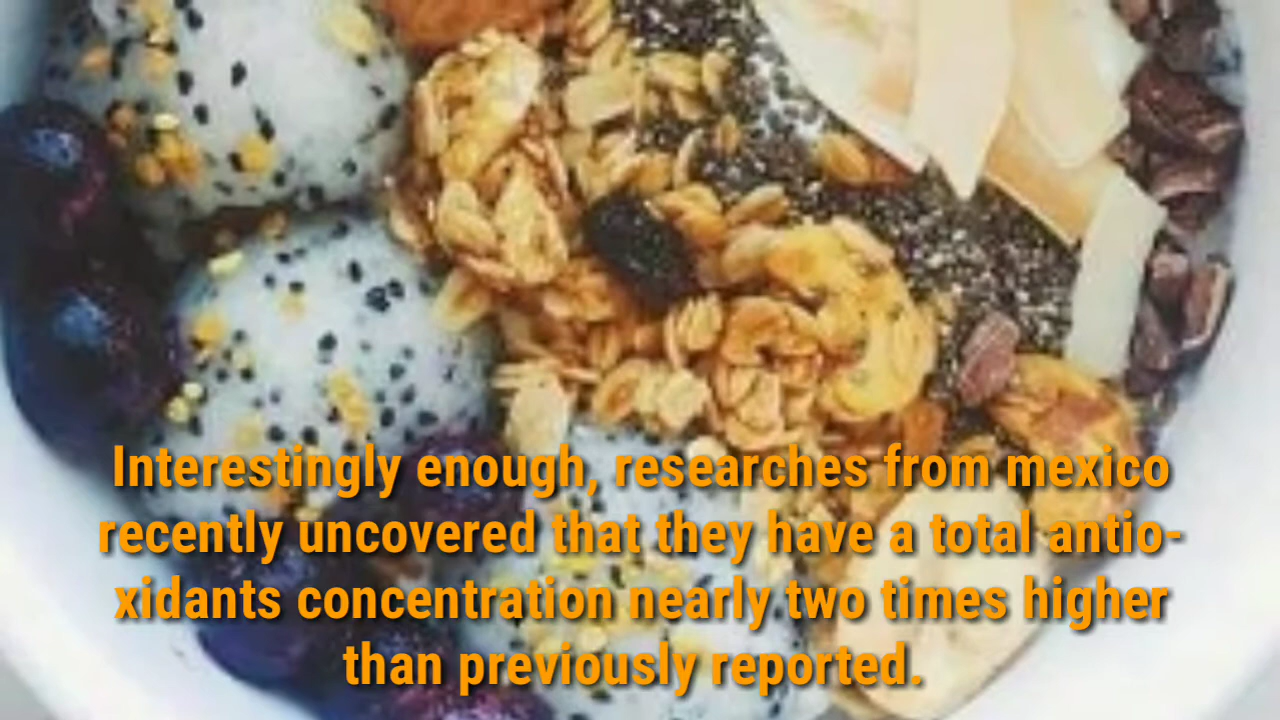 Interestingly enough, researches from mexico
recently uncovered that they have a total antio-
xidants concentration nearly two times higher
than previously reported.